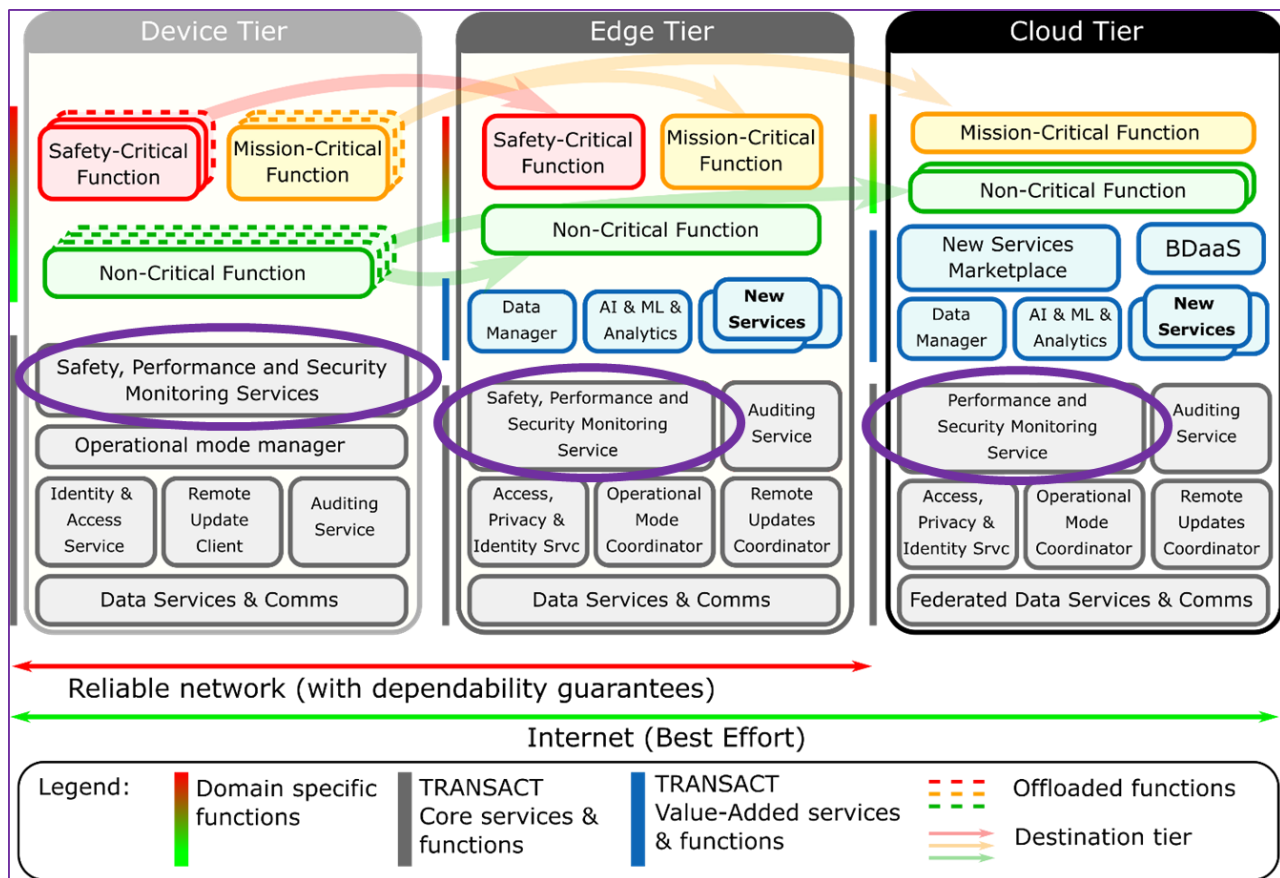 Device Tier
Safety-Critical
Function
Mission-Critical
Function
Non-Critical Function
Safety, Performance and Security
Monitoring Services
Operational mode manager
Identity &
Access
Service
Remote
Update
Client
Auditing
Service
Data Services & Comms
Edge Tier
Safety-Critical
Function
Mission-Critical
Function
Non-Critical Function
Data
Manager
AI & ML &
Analytics
New
Services
Safety, Performance and
Security Monitoring
Service
Auditing
Service
Access,
Privacy &
Identity Srvc
Operational
Mode
Coordinator
Remote
Updates
Coordinator
Data Services & Comms
Cloud Tier
Mission-Critical Function
Non-Critical Function
New Services
Marketplace
BDaaS
Data
Manager
AI & ML &
Analytics
New
Services
Performance and
Security Monitoring
Service
Auditing
Service
Access,
Privacy &
Identity Srvc
Operational
Mode
Coordinator
Remote
Updates
Coordinator
Federated Data Services & Comms
Reliable network (with dependability guarantees)
Internet (Best Effort)
Legend:
Domain specific
functions
TRANSACT
Core services &
functions
TRANSACT
Value-Added services
& functions
Offloaded functions
Destination tier